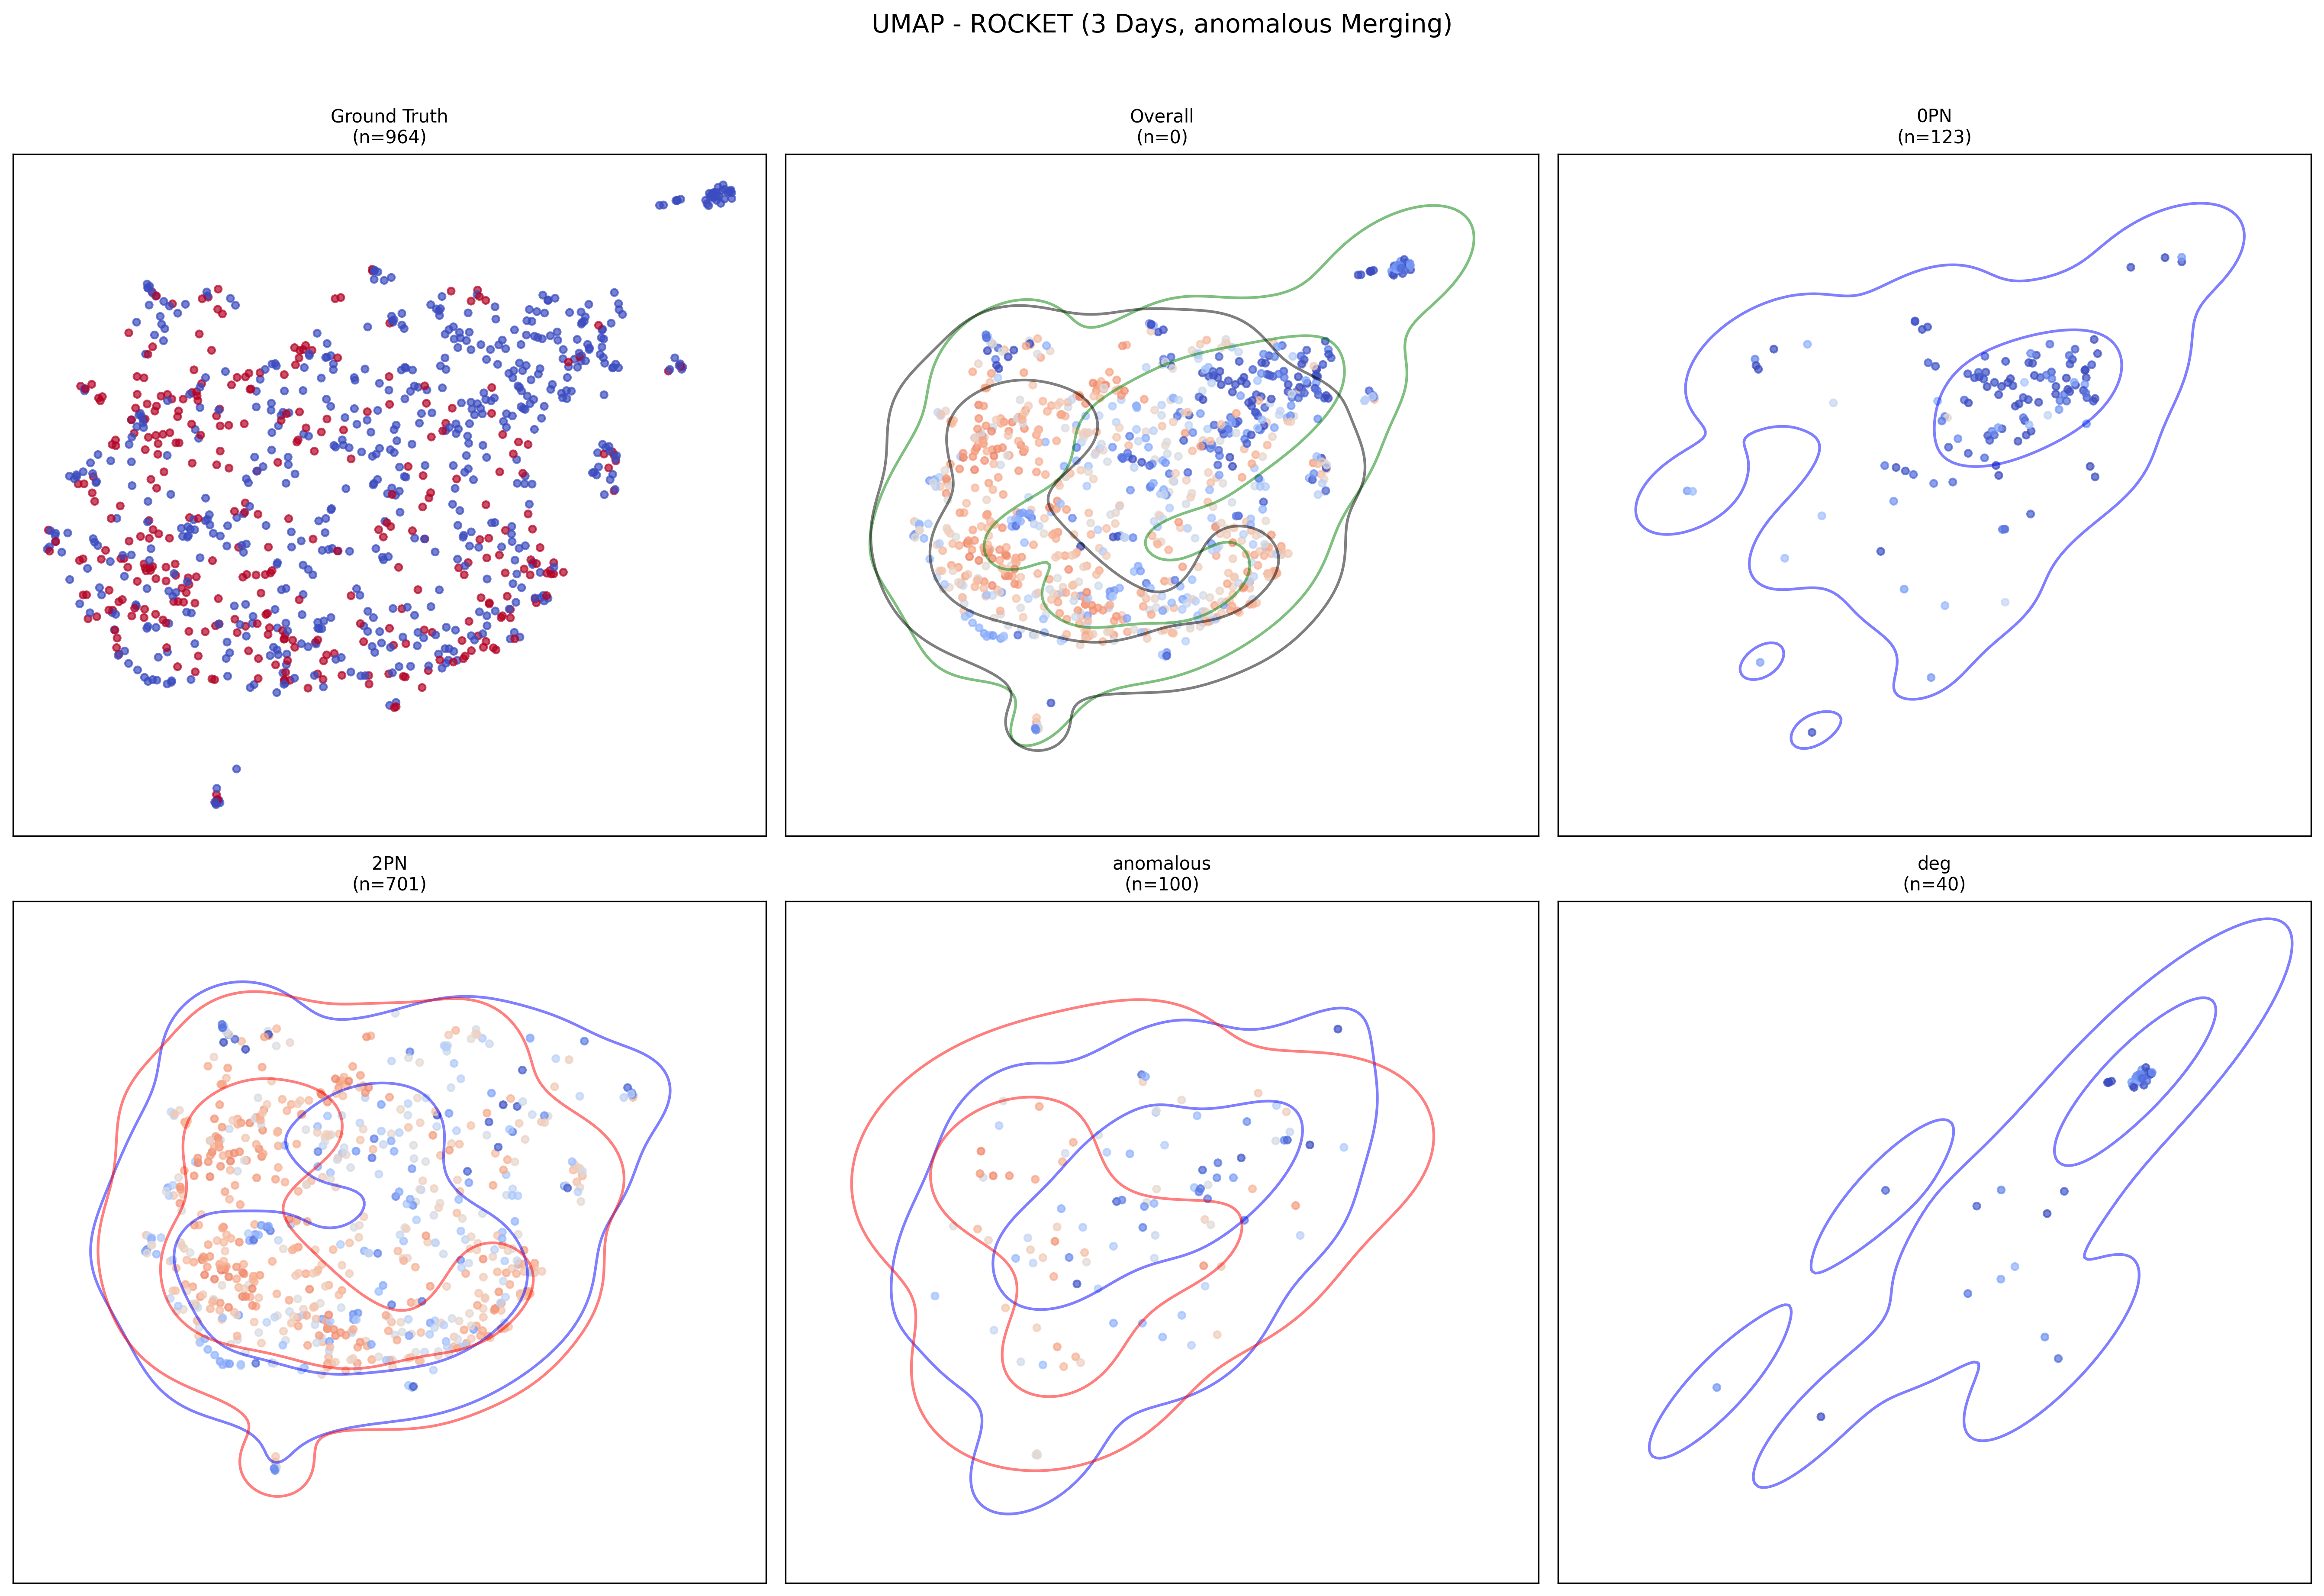 UMAP - ROCKET (3 Days, anomalous Merging)
Ground Truth
(n=964)
Overall
(n=0)
0PN
(n=123)
2PN
(n=701)
anomalous
(n=100)
deg
(n=40)